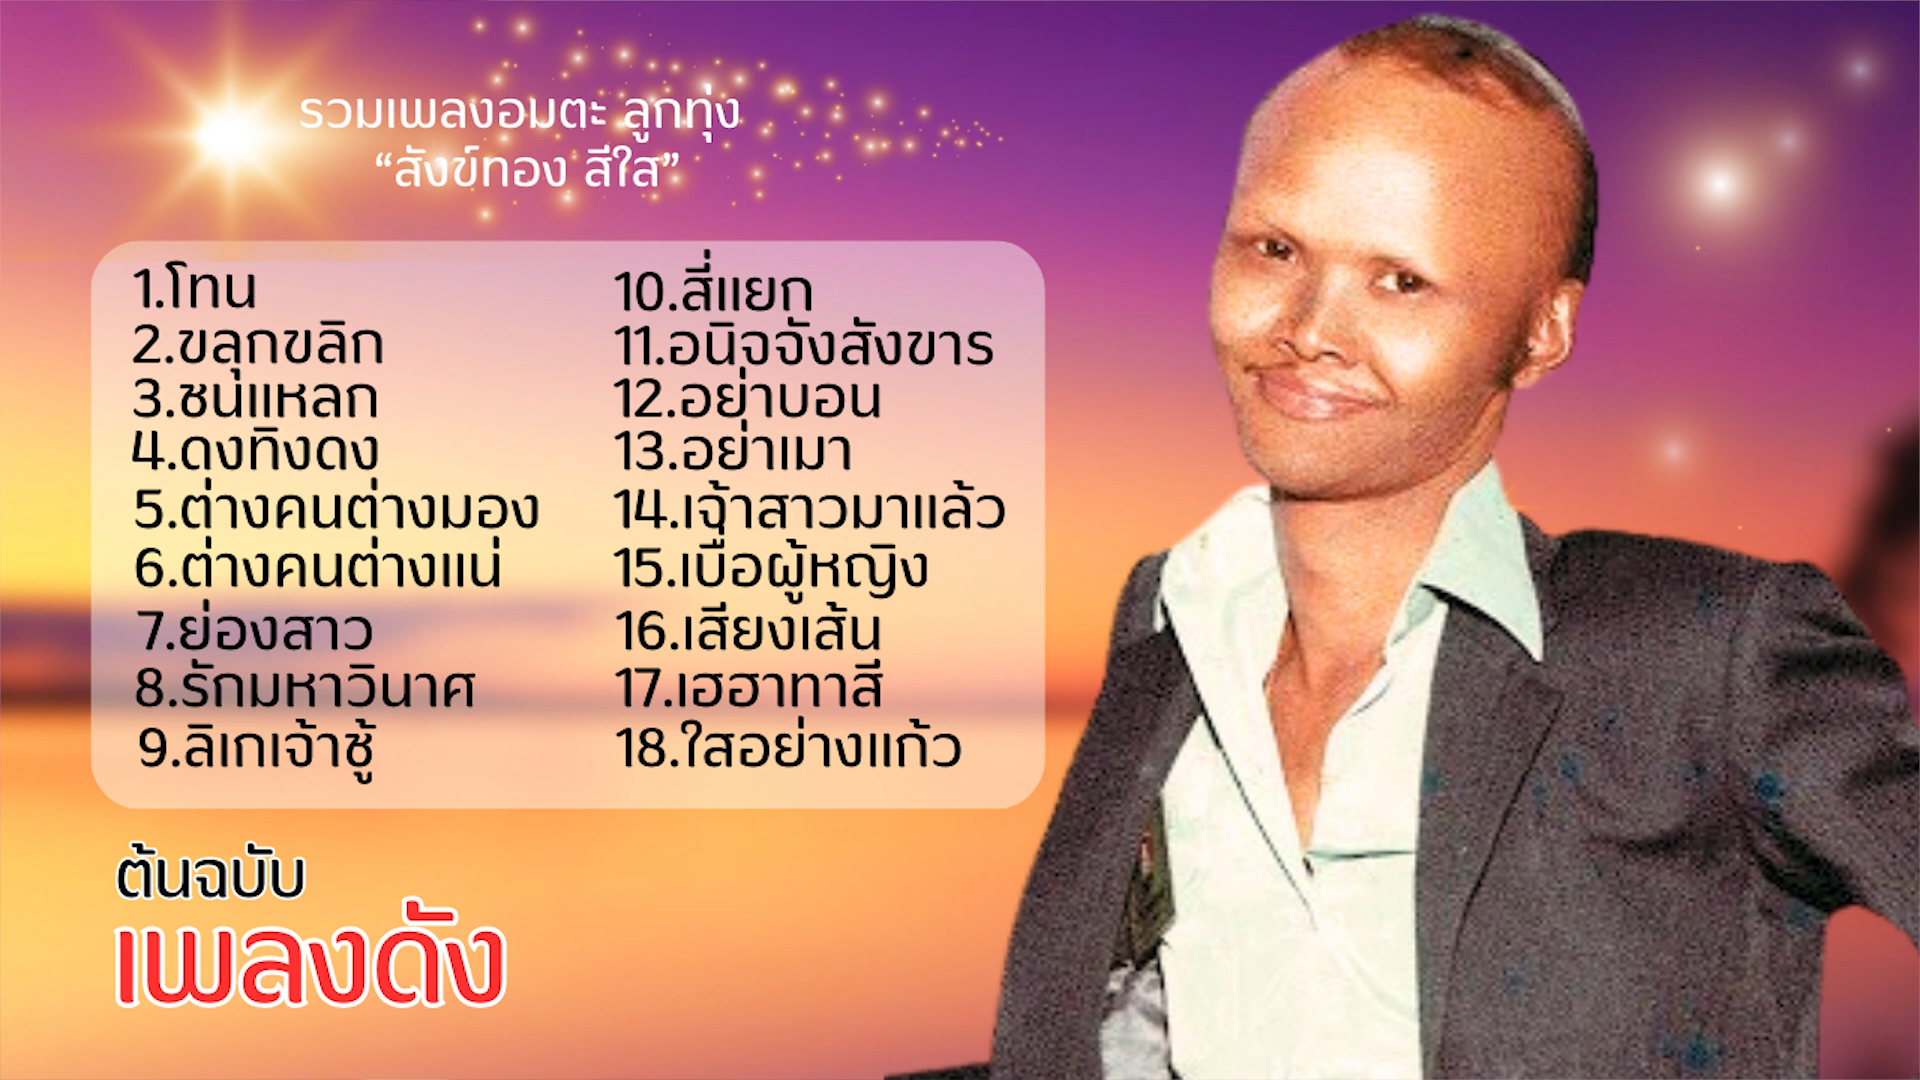 รวมเพลงอมตะ ลูกทุ่ง
“สังข์ทอง สีใส”
1.โทน
2.ขลุกขลิก
3.ชนแหลก
4.ดงทิงดง
5.ต่างคนต่างมอง
6.ต่างคนต่างแน่
7.ย่องสาว
8.รักมหาวินาศ
9.ลิเกเจ้าชู้
10.สี่แยก
11.อนิจจังสังขาร
12.อย่าบอน
13.อย่าเมา
14.เจ้าสาวมาแล้ว
15.เบื่อผู้หญิง
16.เสียงเส้น
17.เฮฮาทาสี
18.ใสอย่างแก้ว
ต้นฉบับ
เพลงดัง